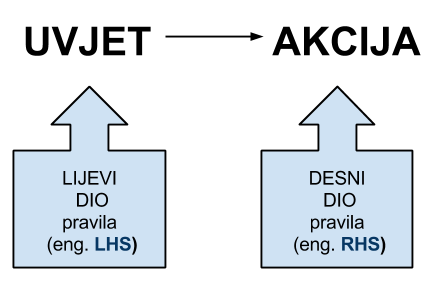 UVJET AKCIJA
LIJEVI
DIO
pravila
(eng. LHS)
DESNI
DIO
pravila
(eng. RHS)